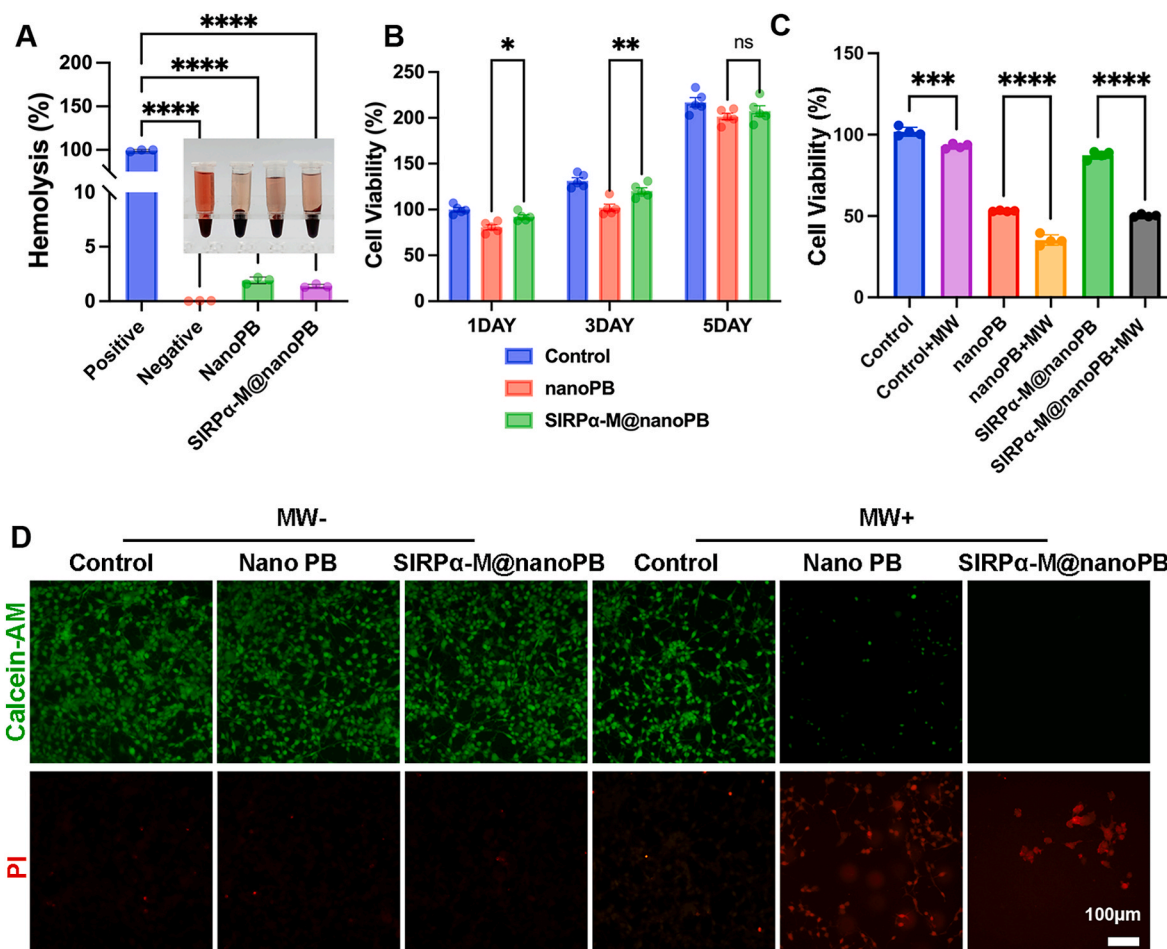 A
****
****
****
Hemolysis (%)
200
150
100
10
5
0
Positive
Negative
NanoPB
SIRPα-M@nanoPB
B
*
**
ns
Cell Viability (%)
250
200
150
100
50
0
1DAY
3DAY
5DAY
Control
nanoPB
SIRPα-M@nanoPB
C
***
****
****
Cell Viability (%)
150
100
50
0
Control
Control+MW
nanoPB
nanoPB+MW
SIRPα-M@nanoPB
SIRPα-M@nanoPB+MW
D
MW-
MW+
Control
Nano PB
SIRPα-M@nanoPB
Control
Nano PB
SIRPα-M@nanoPB
Calcein-AM
PI
100μm